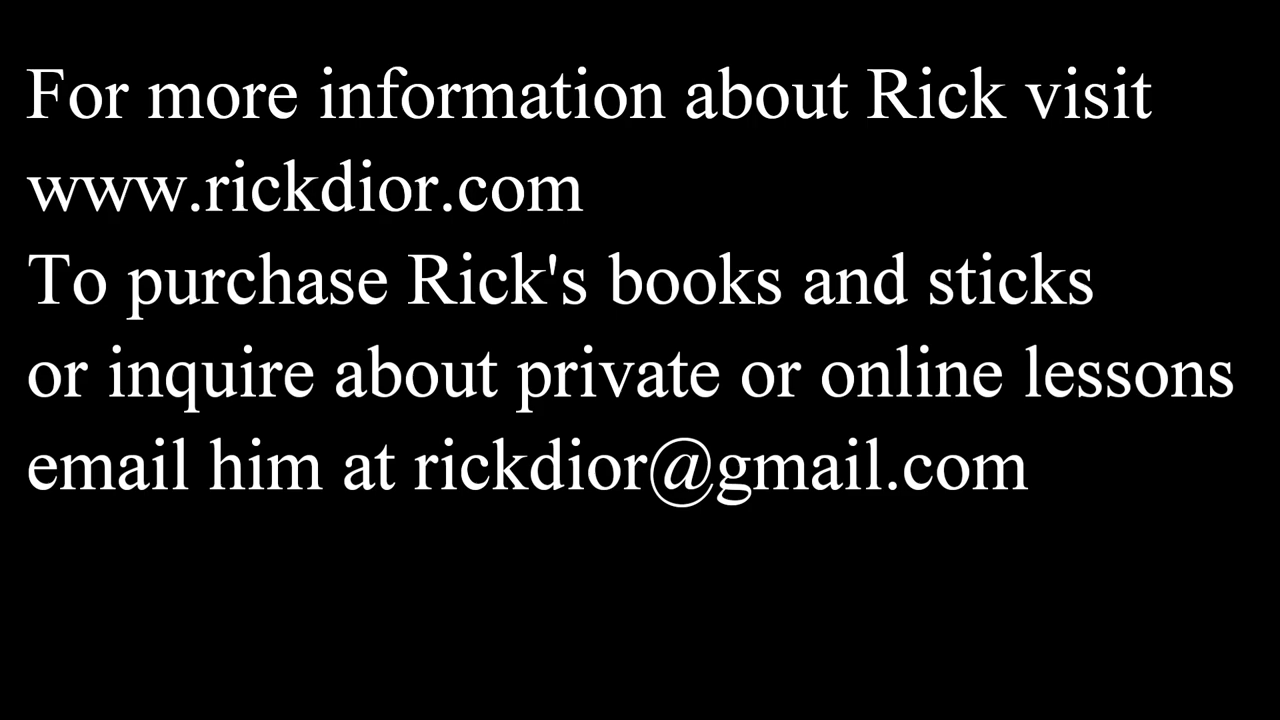 For more information about Rick visit
www.rickdior.com
To purchase Rick's books and sticks
or inquire about private or online lessons
email him at rickdior@gmail.com